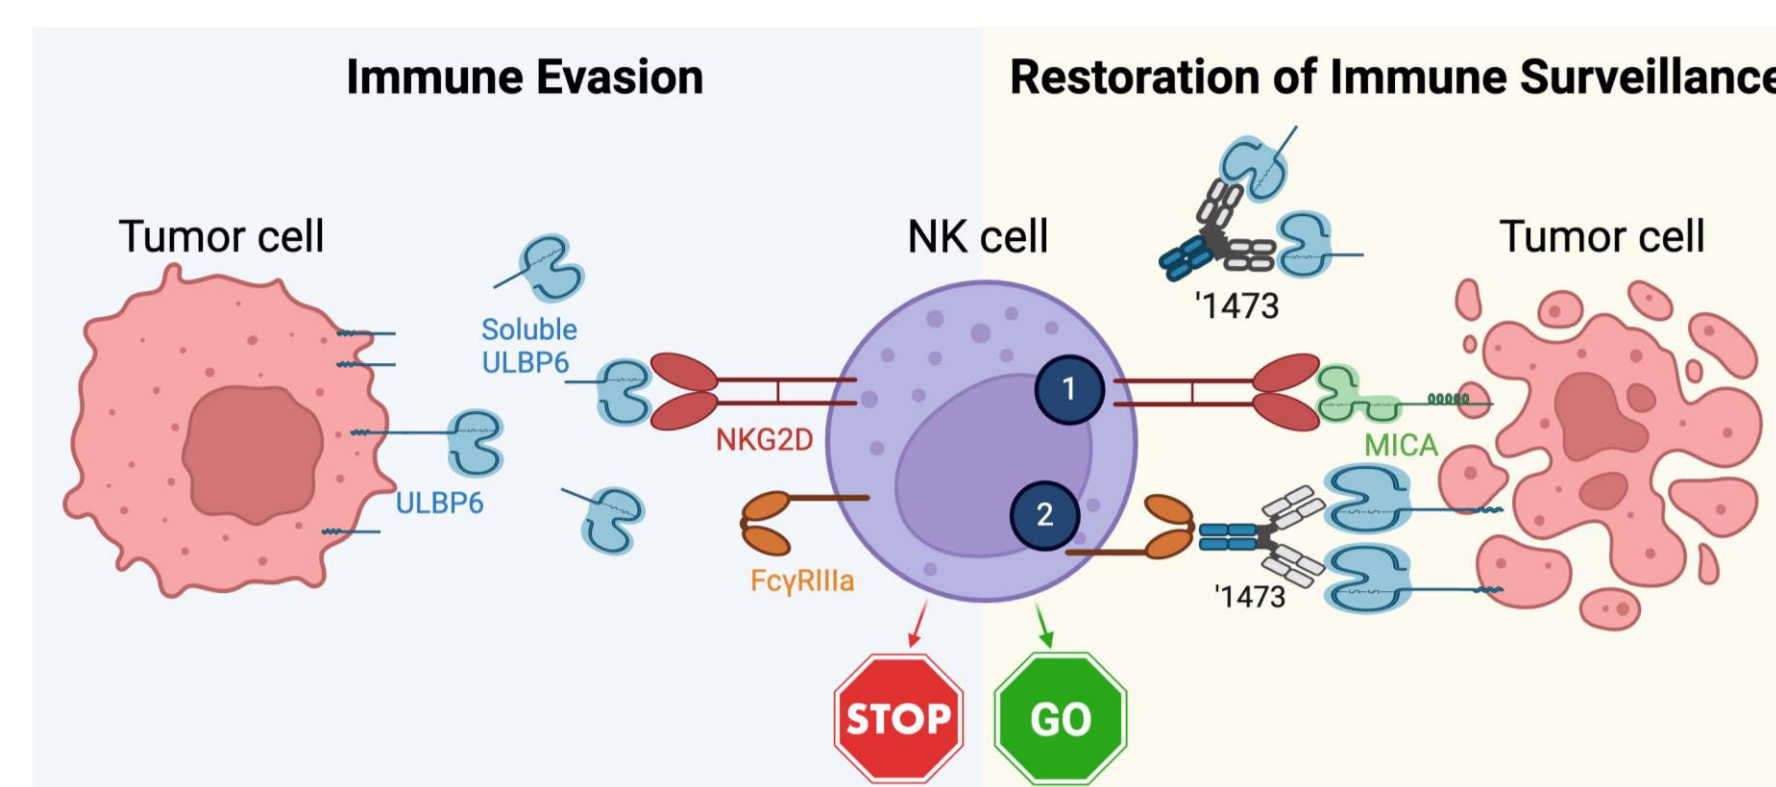 Immune Evasion
Restoration of Immune Surveillance
Tumor cell
NK cell
Tumor cell
'1473
Soluble
ULBP6
1
NKG2D
MICA
ULBP6
2
FcγRIIIa
'1473
STOP
GO